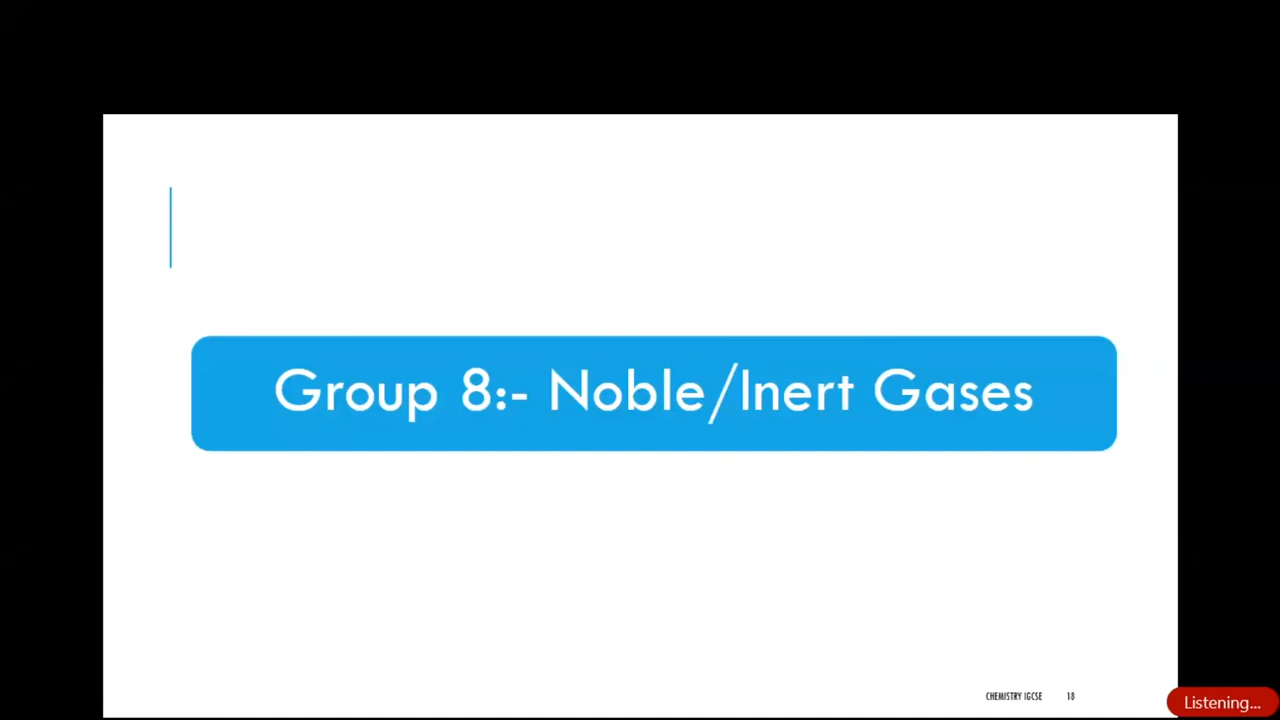 Group 8:- Noble/Inert Gases
CHEMISTRY IGCSE 18
Listening...